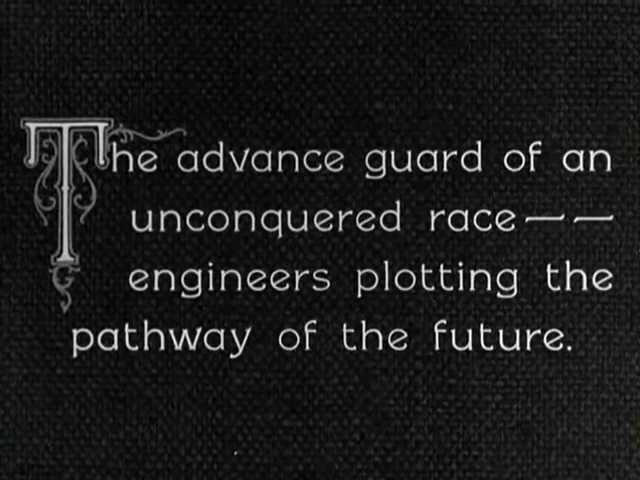 The advance guard of an
unconquered race——
engineers plotting the
pathway of the future.